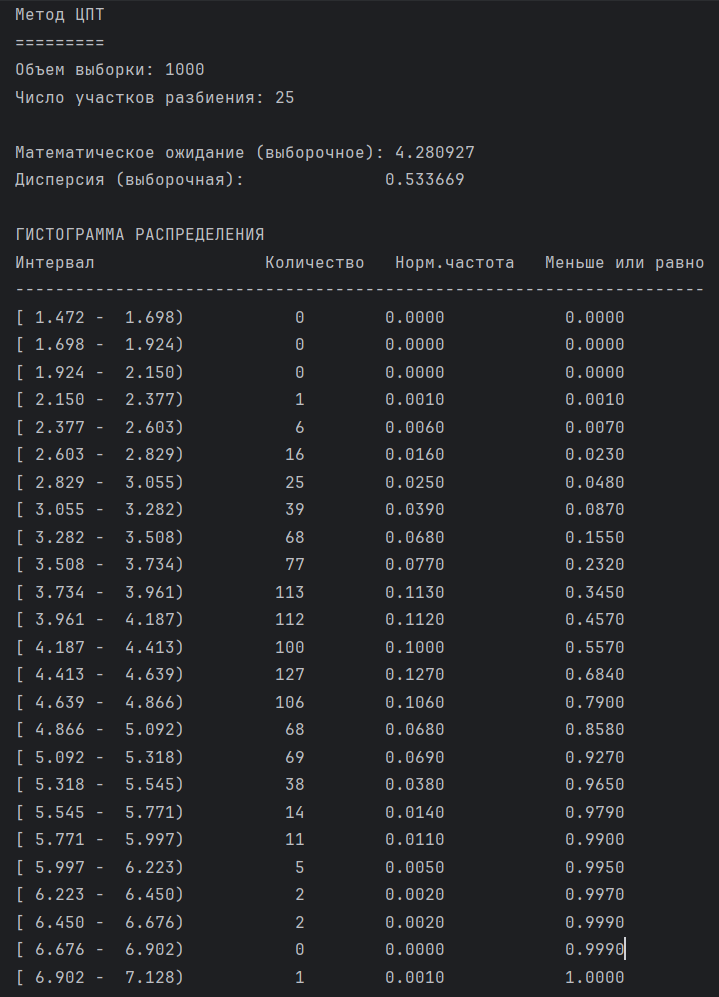 Метод ЦПТ
=========
Объем выборки: 1000
Число участков разбиения: 25
Математическое ожидание (выборочное): 4.280927
Дисперсия (выборочная): 0.533669
ГИСТОГРАММА РАСПРЕДЕЛЕНИЯ
Интервал Количество Норм.частота Меньше или равно
---------------------------------------------------------------------
[ 1.472 - 1.698) 0 0.0000 0.0000
[ 1.698 - 1.924) 0 0.0000 0.0000
[ 1.924 - 2.150) 0 0.0000 0.0000
[ 2.150 - 2.377) 1 0.0010 0.0010
[ 2.377 - 2.603) 6 0.0060 0.0070
[ 2.603 - 2.829) 16 0.0160 0.0230
[ 2.829 - 3.055) 25 0.0250 0.0480
[ 3.055 - 3.282) 39 0.0390 0.0870
[ 3.282 - 3.508) 68 0.0680 0.1550
[ 3.508 - 3.734) 77 0.0770 0.2320
[ 3.734 - 3.961) 113 0.1130 0.3450
[ 3.961 - 4.187) 112 0.1120 0.4570
[ 4.187 - 4.413) 100 0.1000 0.5570
[ 4.413 - 4.639) 127 0.1270 0.6840
[ 4.639 - 4.866) 106 0.1060 0.7900
[ 4.866 - 5.092) 68 0.0680 0.8580
[ 5.092 - 5.318) 69 0.0690 0.9270
[ 5.318 - 5.545) 38 0.0380 0.9650
[ 5.545 - 5.771) 14 0.0140 0.9790
[ 5.771 - 5.997) 11 0.0110 0.9900
[ 5.997 - 6.223) 5 0.0050 0.9950
[ 6.223 - 6.450) 2 0.0020 0.9970
[ 6.450 - 6.676) 2 0.0020 0.9990
[ 6.676 - 6.902) 0 0.0000 0.9990
[ 6.902 - 7.128) 1 0.0010 1.0000